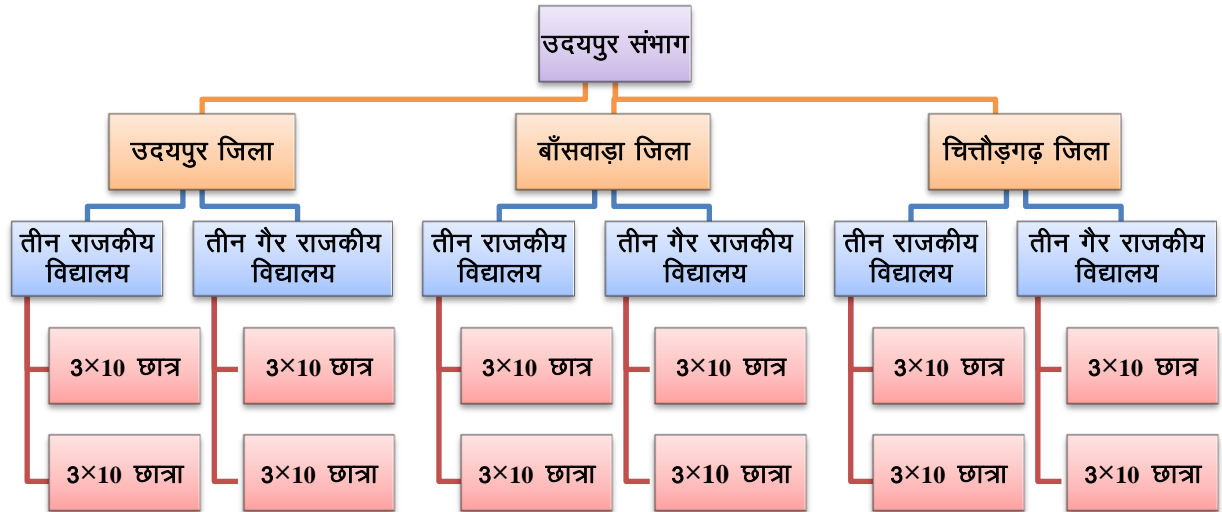 उदयपुर संभाग
उदयपुर जिला
बाँसवाड़ा जिला
चित्तौड़गढ़ जिला
तीन राजकीय
विद्यालय
तीन गैर राजकीय
विद्यालय
तीन राजकीय
विद्यालय
तीन गैर राजकीय
विद्यालय
तीन राजकीय
विद्यालय
तीन गैर राजकीय
विद्यालय
3×10 छात्र
3×10 छात्र
3×10 छात्र
3×10 छात्र
3×10 छात्र
3×10 छात्र
3×10 छात्रा
3×10 छात्रा
3×10 छात्रा
3×10 छात्रा
3×10 छात्रा
3×10 छात्रा